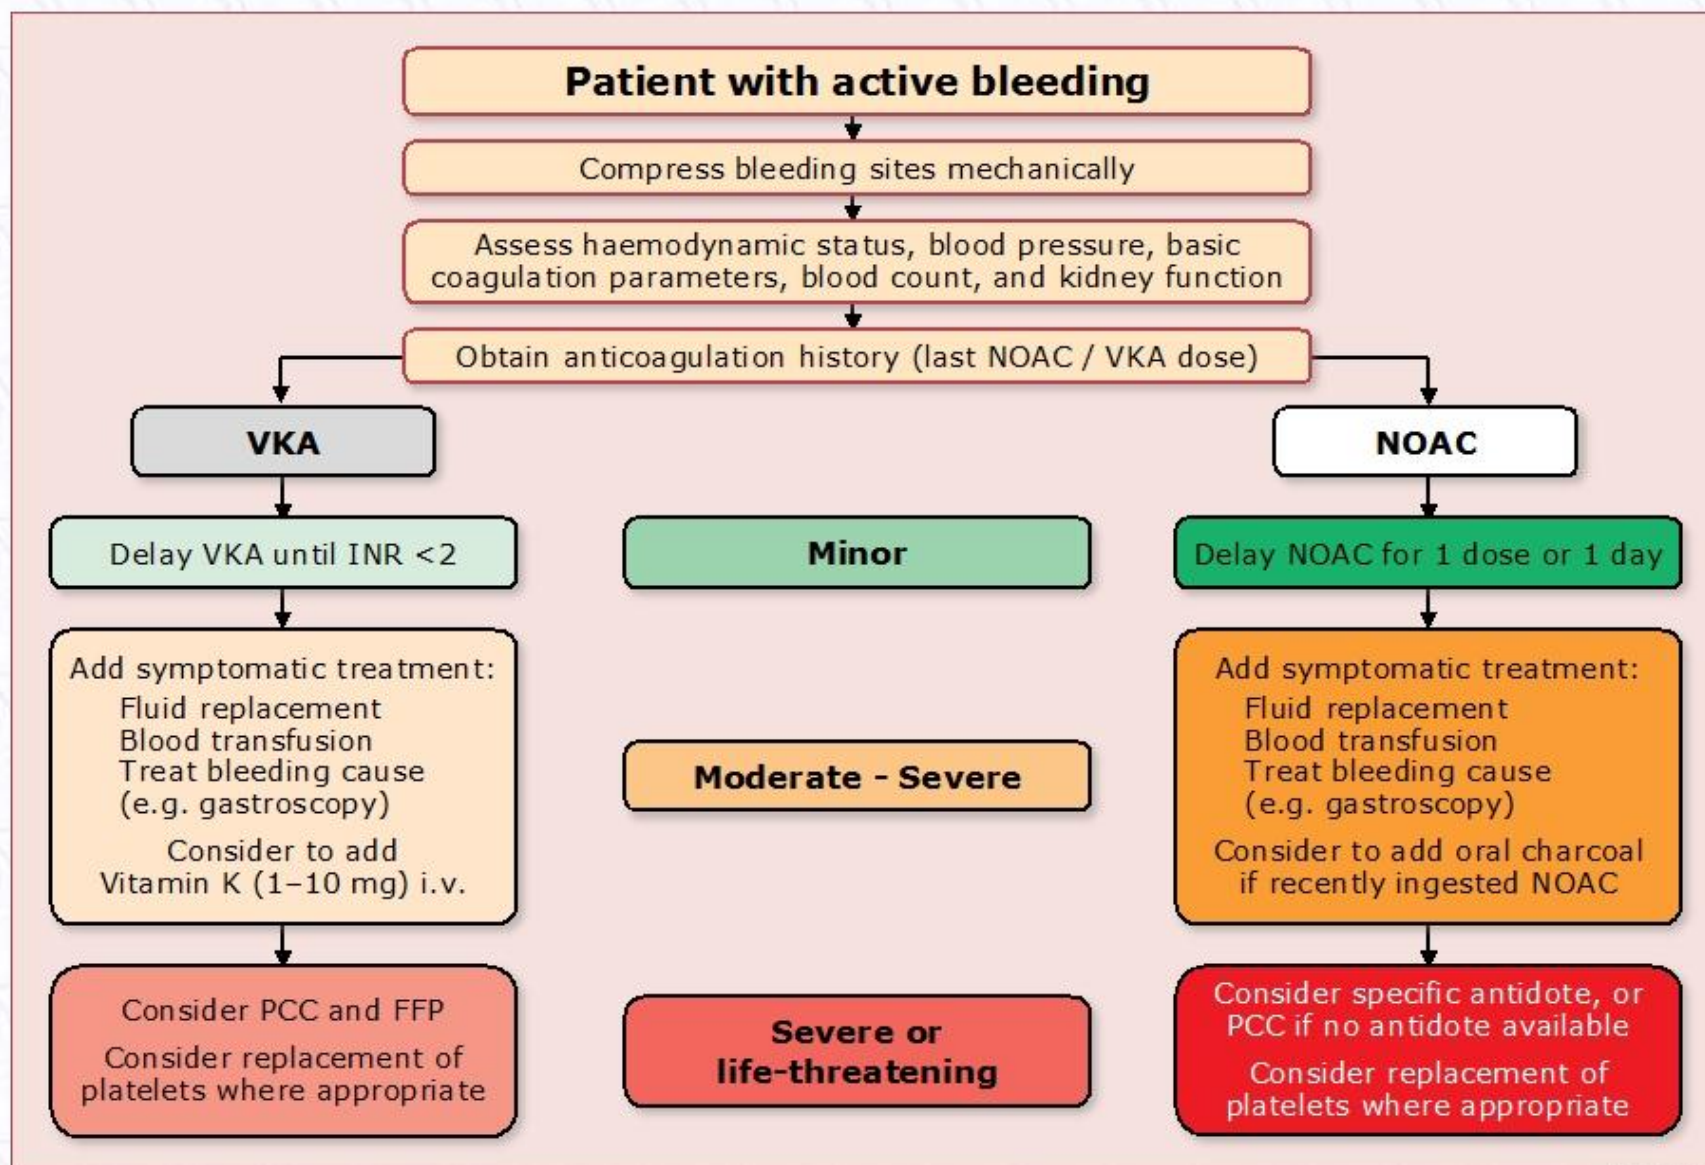 Patient with active bleeding
Compress bleeding sites mechanically
Assess haemodynamic status, blood pressure, basic
coagulation parameters, blood count, and kidney function
Obtain anticoagulation history (last NOAC / VKA dose)
VKA
NOAC
Delay VKA until INR <2
Minor
Delay NOAC for 1 dose or 1 day
Add symptomatic treatment:
Fluid replacement
Blood transfusion
Treat bleeding cause
(e.g. gastroscopy)
Consider to add
Vitamin K (1–10 mg) i.v.
Moderate - Severe
Add symptomatic treatment:
Fluid replacement
Blood transfusion
Treat bleeding cause
(e.g. gastroscopy)
Consider to add oral charcoal
if recently ingested NOAC
Consider PCC and FFP
Consider replacement of
platelets where appropriate
Severe or
life-threatening
Consider specific antidote, or
PCC if no antidote available
Consider replacement of
platelets where appropriate